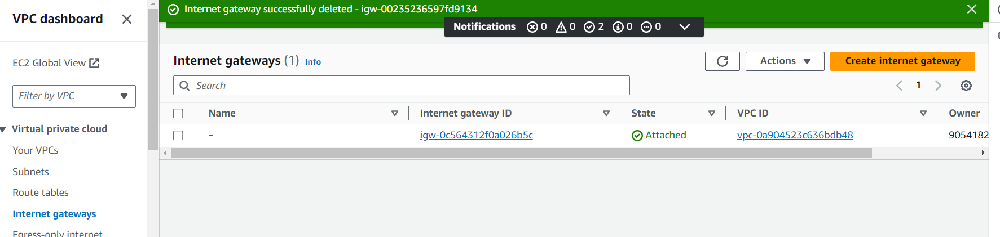 VPC dashboard
EC2 Global View
Filter by VPC
Virtual private cloud
Your VPCs
Subnets
Route tables
Internet gateways
Egress-only internet
Internet gateway successfully deleted - igw-00235236597fd9134
Notifications 0 0 2 0 0
Internet gateways (1) Info
Actions
Create internet gateway
Search
1
Name Internet gateway ID State VPC ID Owner
– igw-0c564312f0a026b5c Attached vpc-0a904523c636bdb48 9054182